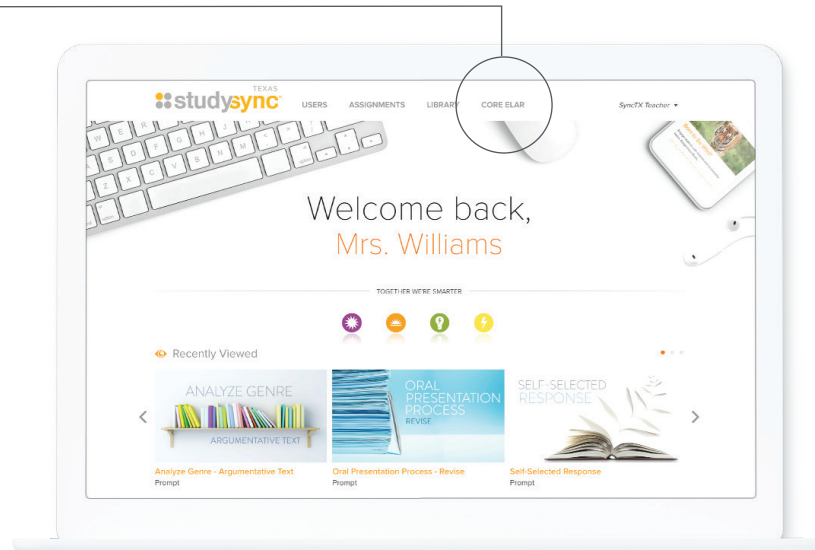 TEXAS
studysync
USERS ASSIGNMENTS LIBRARY CORE ELAR
SyncTX Teacher
W E R
S D F G H J
Z X C V B N M
Welcome back,
Mrs. Williams
TOGETHER WE'RE SMARTER
Recently Viewed
ANALYZE GENRE
ARGUMENTATIVE TEXT
ORAL
PRESENTATION
PROCESS
REVISE
SELF-SELECTED
RESPONSE
Analyze Genre - Argumentative Text
Prompt
Oral Presentation Process - Revise
Prompt
Self-Selected Response
Prompt